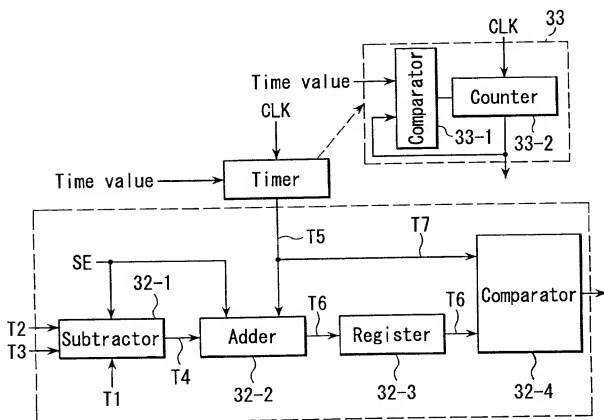 CLK
33
Time value
Comparator
Counter
33-1
33-2
CLK
Time value
Timer
T5
T7
SE
32-1
T2
T3
Subtractor
T4
Adder
T6
Register
T6
Comparator
T1
32-2
32-3
32-4